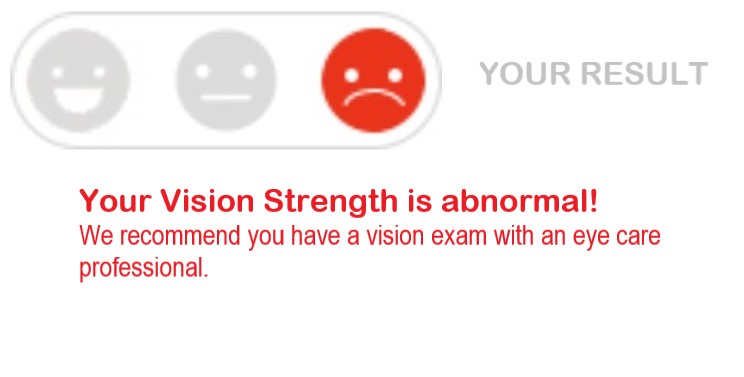 YOUR RESULT
Your Vision Strength is abnormal!
We recommend you have a vision exam with an eye care
professional.